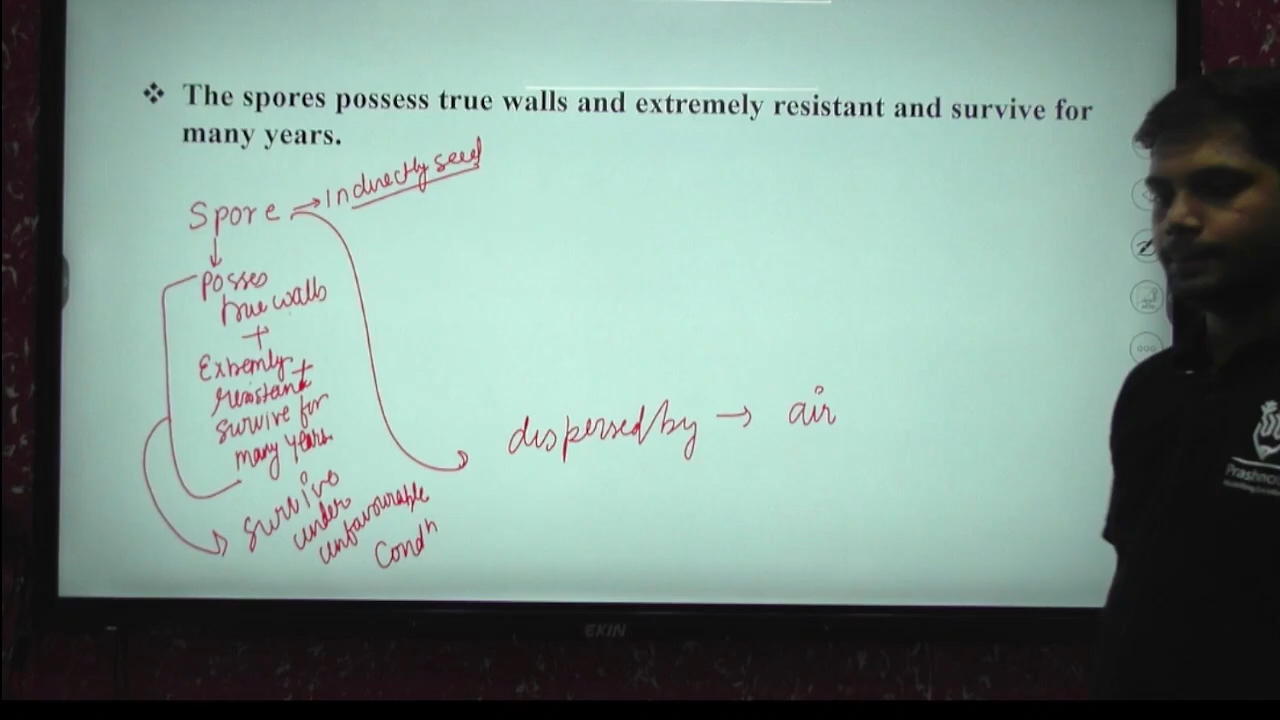 ❖ The spores possess true walls and extremely resistant and survive for
many years.
Spore → Indirectly seed
↓
Posses
true walls
+
Extremly
resistant +
survive for
many years
survive
under
unfavourable
Condⁿ
dispersed by → air
EKIN